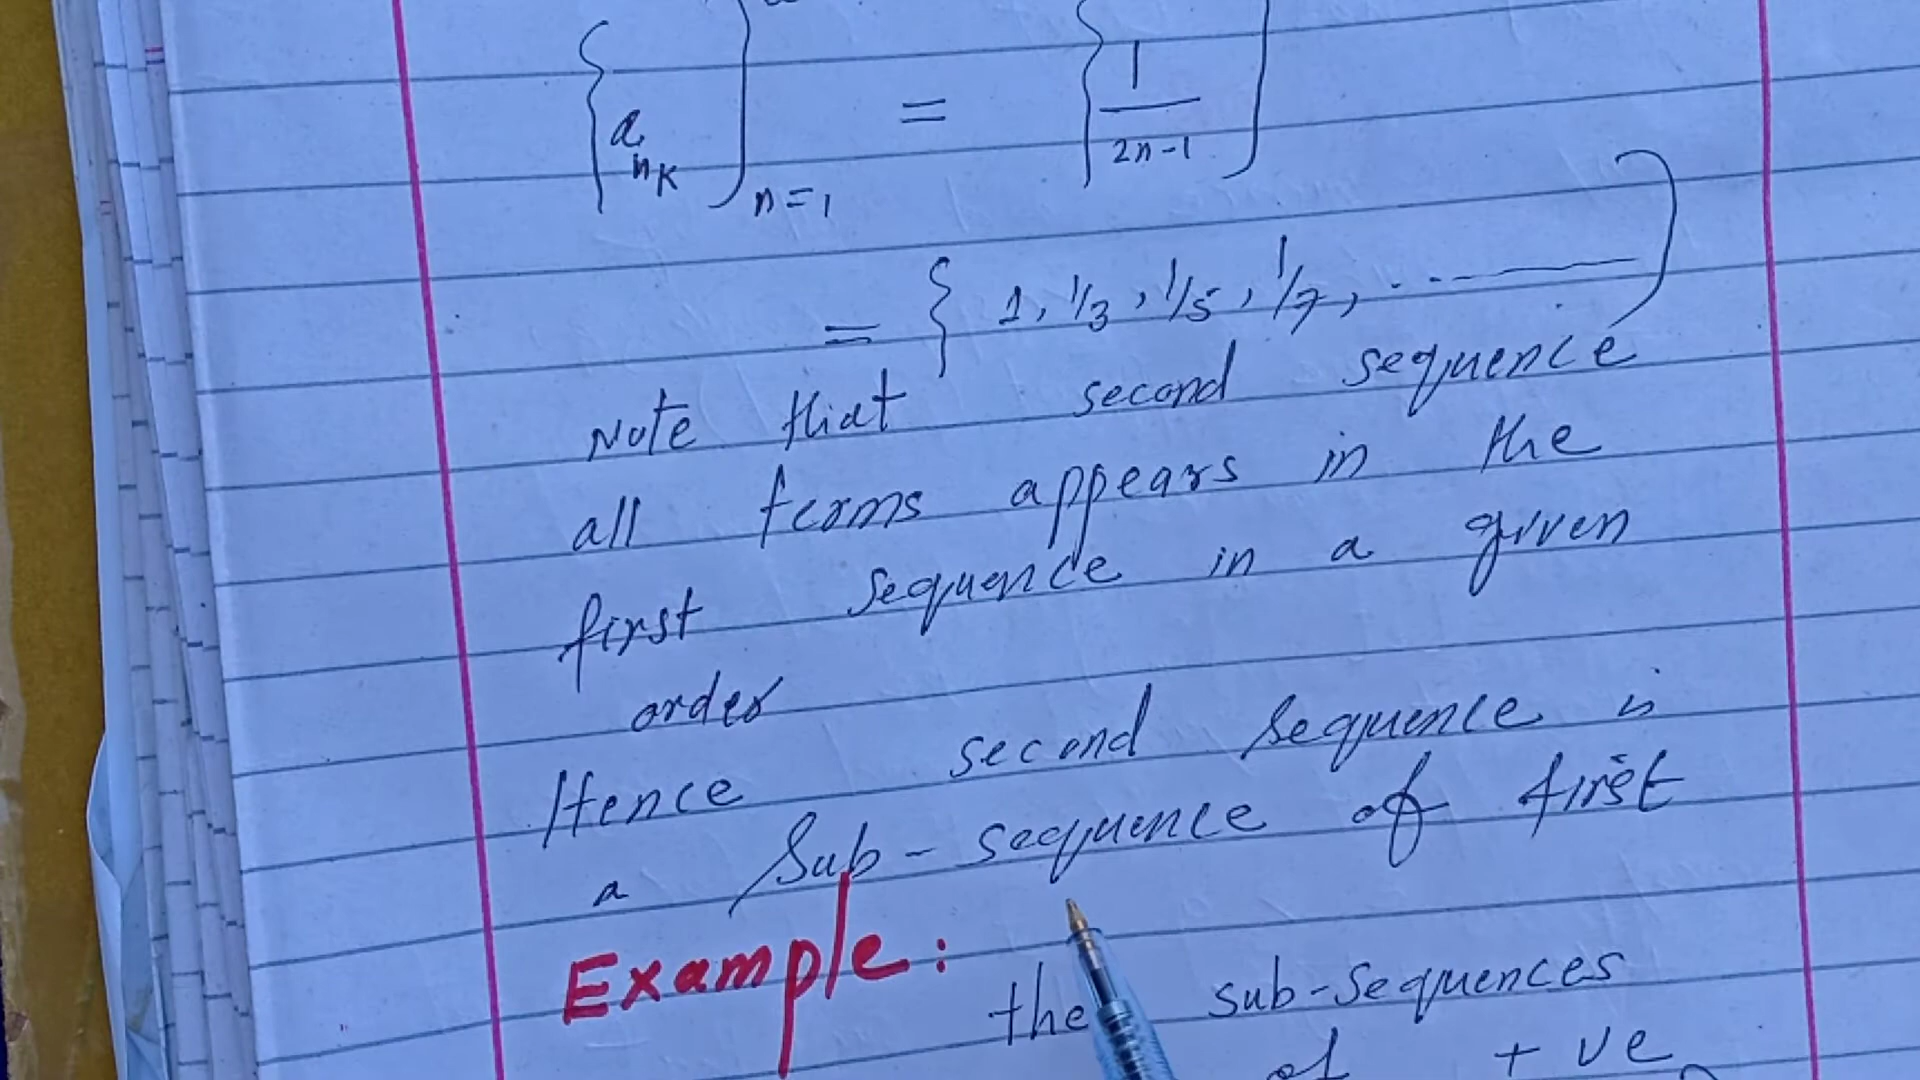 {a_{n_K}}_{n=1} = {1/(2n-1)}
= {1, 1/3, 1/5, 1/7, ..——}
Note that second sequence
all terms appears in the
first sequence in a given
order
Hence second sequence is
a Sub-sequence of first
Example: the sub-sequences
of +ve